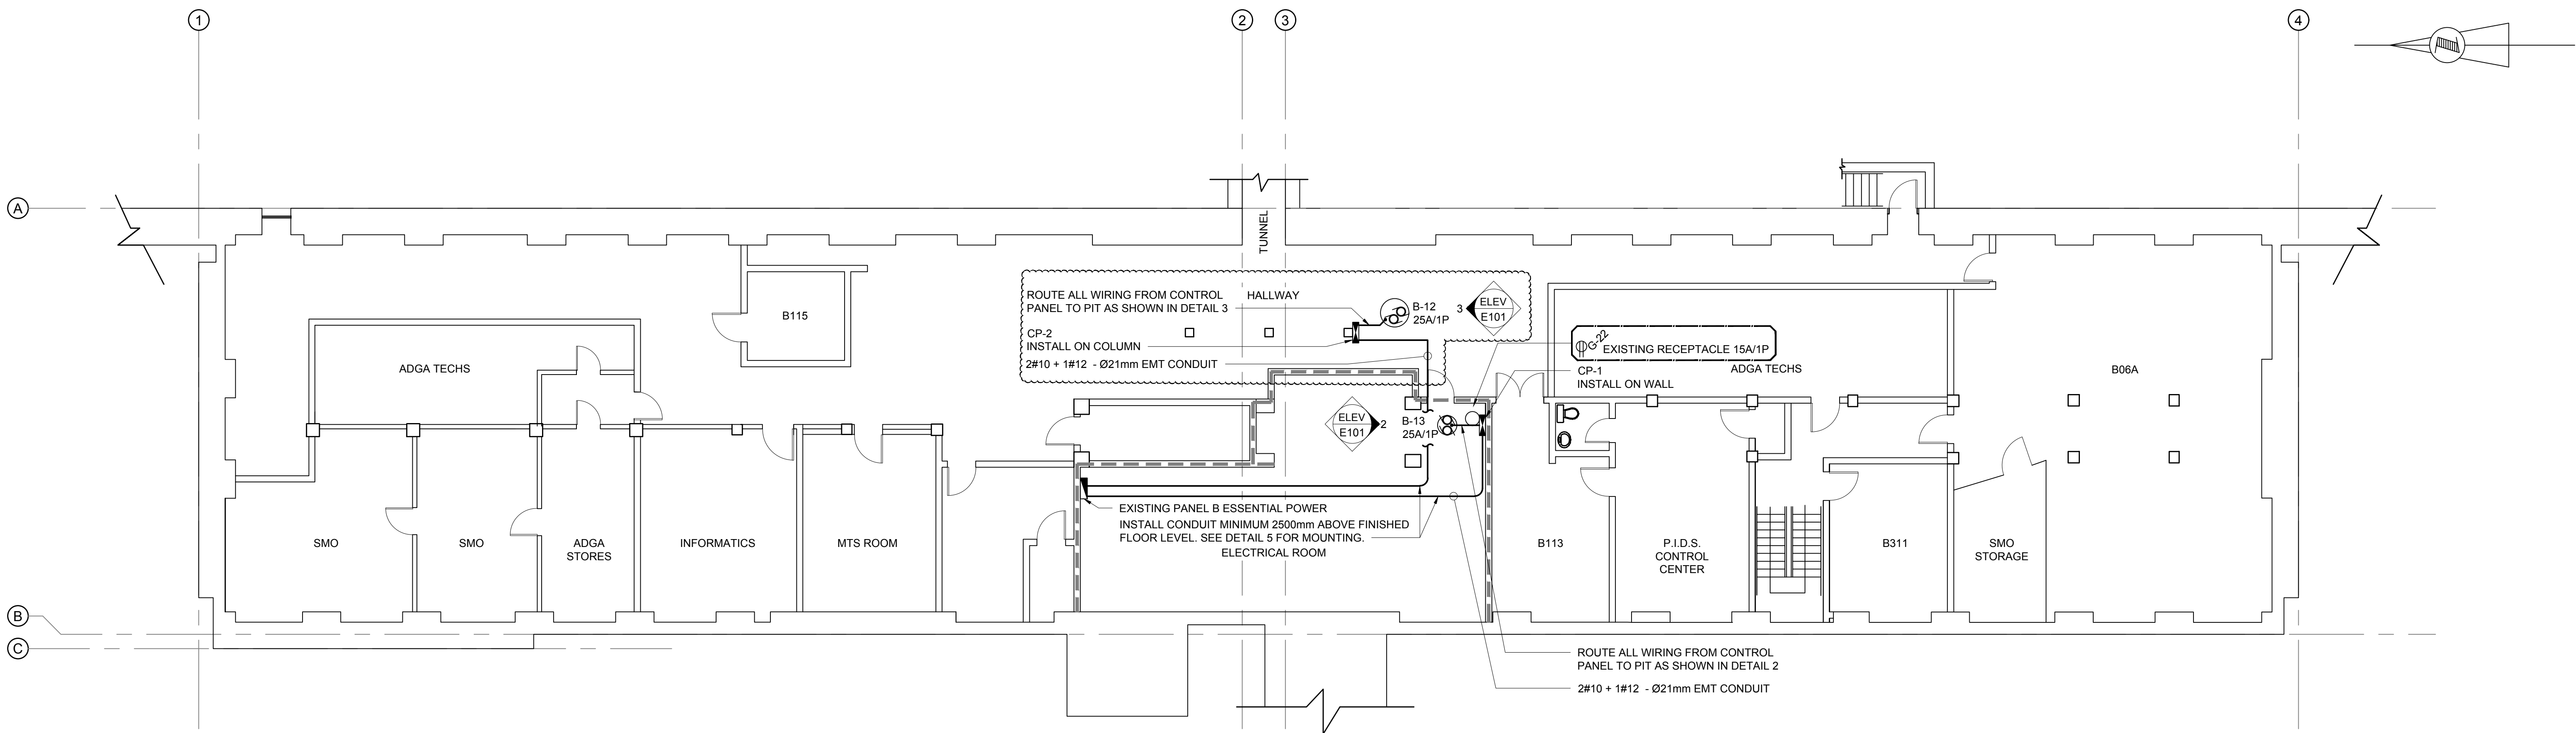 1
2
3
4
A
TUNNEL
ROUTE ALL WIRING FROM CONTROL
PANEL TO PIT AS SHOWN IN DETAIL 3
HALLWAY
B-12
25A/1P
3
ELEV
E101
B115
CP-2
INSTALL ON COLUMN
2#10 + 1#12 - Ø21mm EMT CONDUIT
G-22
EXISTING RECEPTACLE 15A/1P
ADGA TECHS
ADGA TECHS
CP-1
INSTALL ON WALL
B06A
ELEV
E101
2
B-13
25A/1P
EXISTING PANEL B ESSENTIAL POWER
INSTALL CONDUIT MINIMUM 2500mm ABOVE FINISHED
FLOOR LEVEL. SEE DETAIL 5 FOR MOUNTING.
ELECTRICAL ROOM
SMO
SMO
ADGA
STORES
INFORMATICS
MTS ROOM
B113
P.I.D.S.
CONTROL
CENTER
B311
SMO
STORAGE
B
C
ROUTE ALL WIRING FROM CONTROL
PANEL TO PIT AS SHOWN IN DETAIL 2
2#10 + 1#12 - Ø21mm EMT CONDUIT